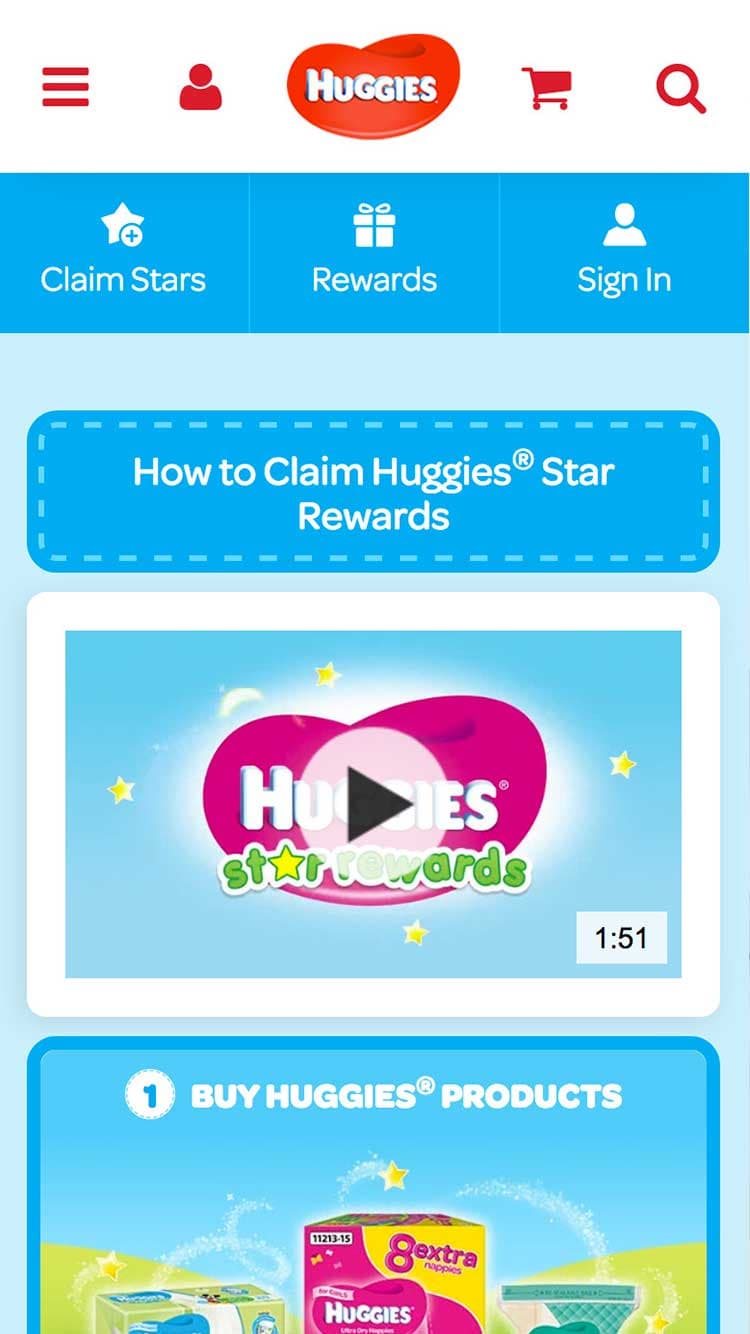 HUGGIES
Claim Stars
Rewards
Sign In
How to Claim Huggies® Star
Rewards
HUGGIES®
star rewards
1:51
1 BUY HUGGIES® PRODUCTS
11213-15
8 extra
nappies
for GIRLS
HUGGIES
Ultra Dry Nappies